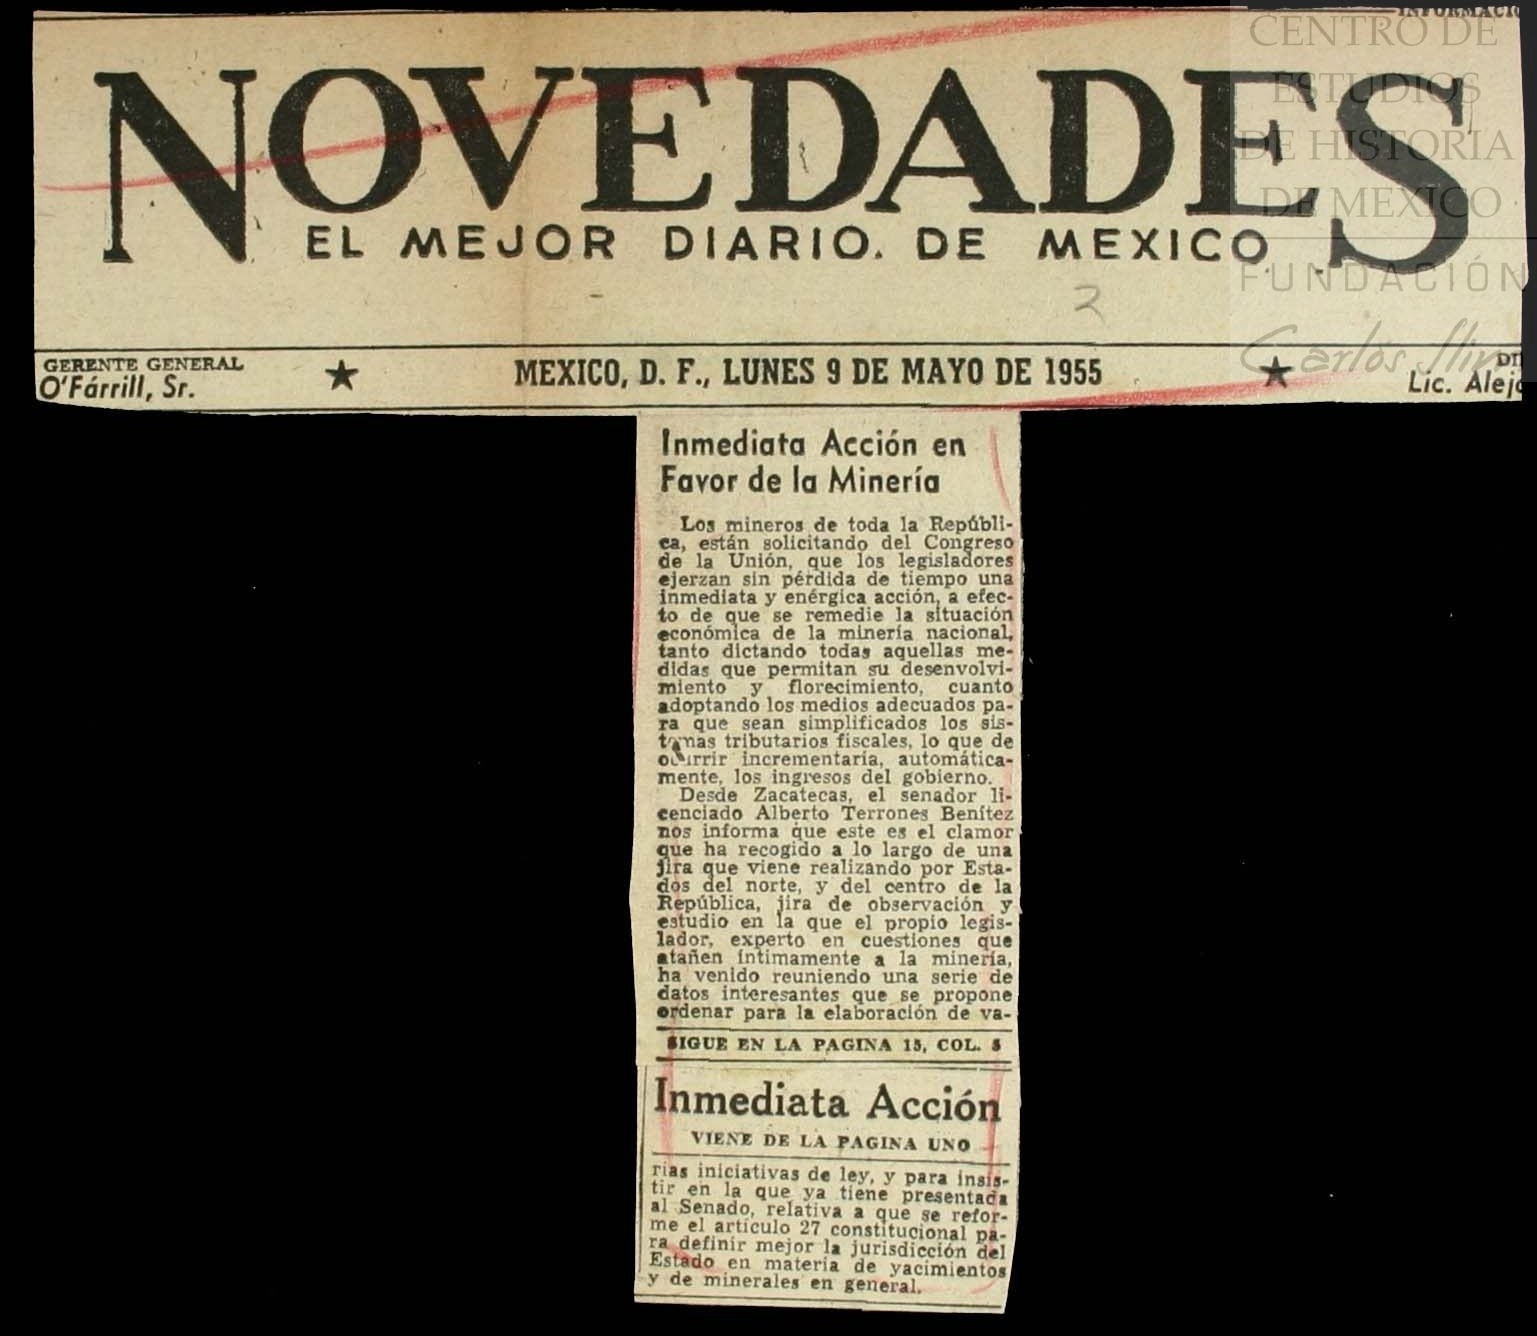 INFORMACIO
CENTRO DE
ESTUDIOS
DE HISTORIA
DE MEXICO
FUNDACIÓN
Carlos Slim
NOVEDADES
EL MEJOR DIARIO. DE MEXICO
2
GERENTE GENERAL
O'Fárrill, Sr.
★ MEXICO, D. F., LUNES 9 DE MAYO DE 1955 ★
DI
Lic. Alej
Inmediata Acción en
Favor de la Minería
Los mineros de toda la Repúbli-
ca, están solicitando del Congreso
de la Unión, que los legisladores
ejerzan sin pérdida de tiempo una
inmediata y enérgica acción, a efec-
to de que se remedie la situación
económica de la minería nacional,
tanto dictando todas aquellas me-
didas que permitan su desenvolvi-
miento y florecimiento, cuanto
adoptando los medios adecuados pa-
ra que sean simplificados los sis-
temas tributarios fiscales, lo que de
ocurrir incrementaría, automática-
mente, los ingresos del gobierno.
Desde Zacatecas, el senador li-
cenciado Alberto Terrones Benítez
nos informa que este es el clamor
que ha recogido a lo largo de una
jira que viene realizando por Esta-
dos del norte, y del centro de la
República, jira de observación y
estudio en la que el propio legis-
lador, experto en cuestiones que
atañen íntimamente a la minería,
ha venido reuniendo una serie de
datos interesantes que se propone
ordenar para la elaboración de va-
SIGUE EN LA PAGINA 15, COL. 5
Inmediata Acción
VIENE DE LA PAGINA UNO
rias iniciativas de ley, y para insis-
tir en la que ya tiene presentada
al Senado, relativa a que se refor-
me el artículo 27 constitucional pa-
ra definir mejor la jurisdicción del
Estado en materia de yacimientos
y de minerales en general.